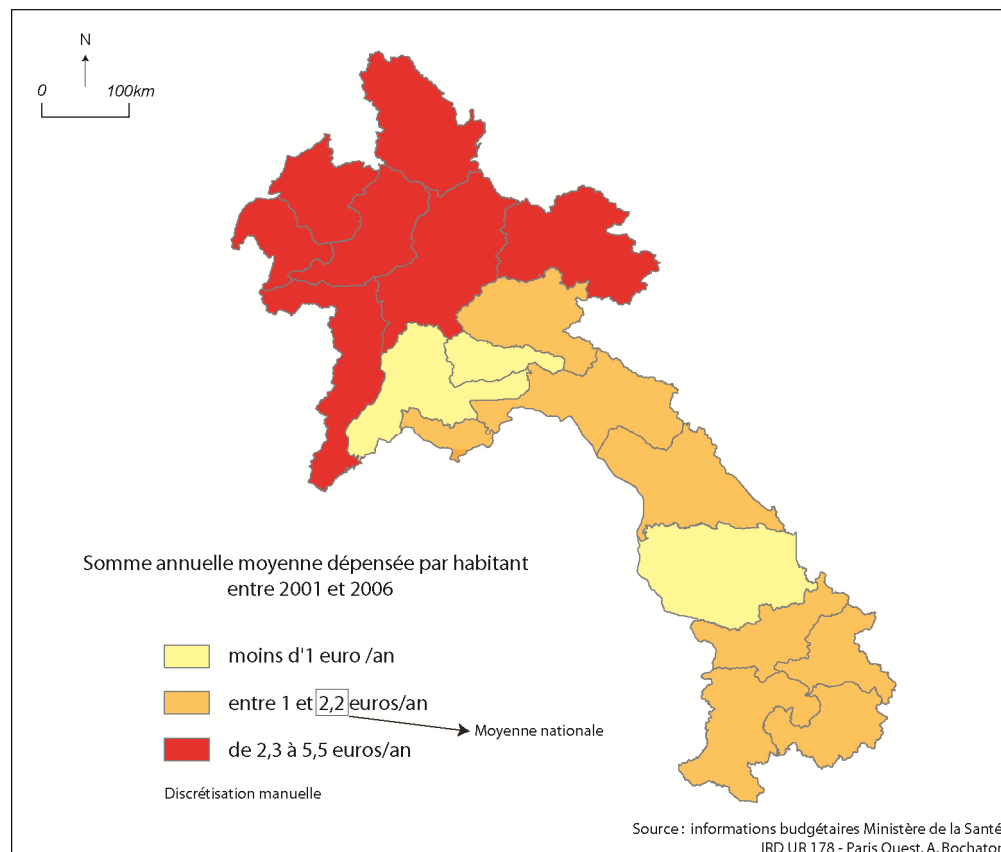 N
0 100km
Somme annuelle moyenne dépensée par habitant
entre 2001 et 2006
moins d'1 euro /an
entre 1 et 2,2 euros/an
Moyenne nationale
de 2,3 à 5,5 euros/an
Discrétisation manuelle
Source : informations budgétaires Ministère de la Santé
IRD UR 178 - Paris Ouest, A. Bochaton